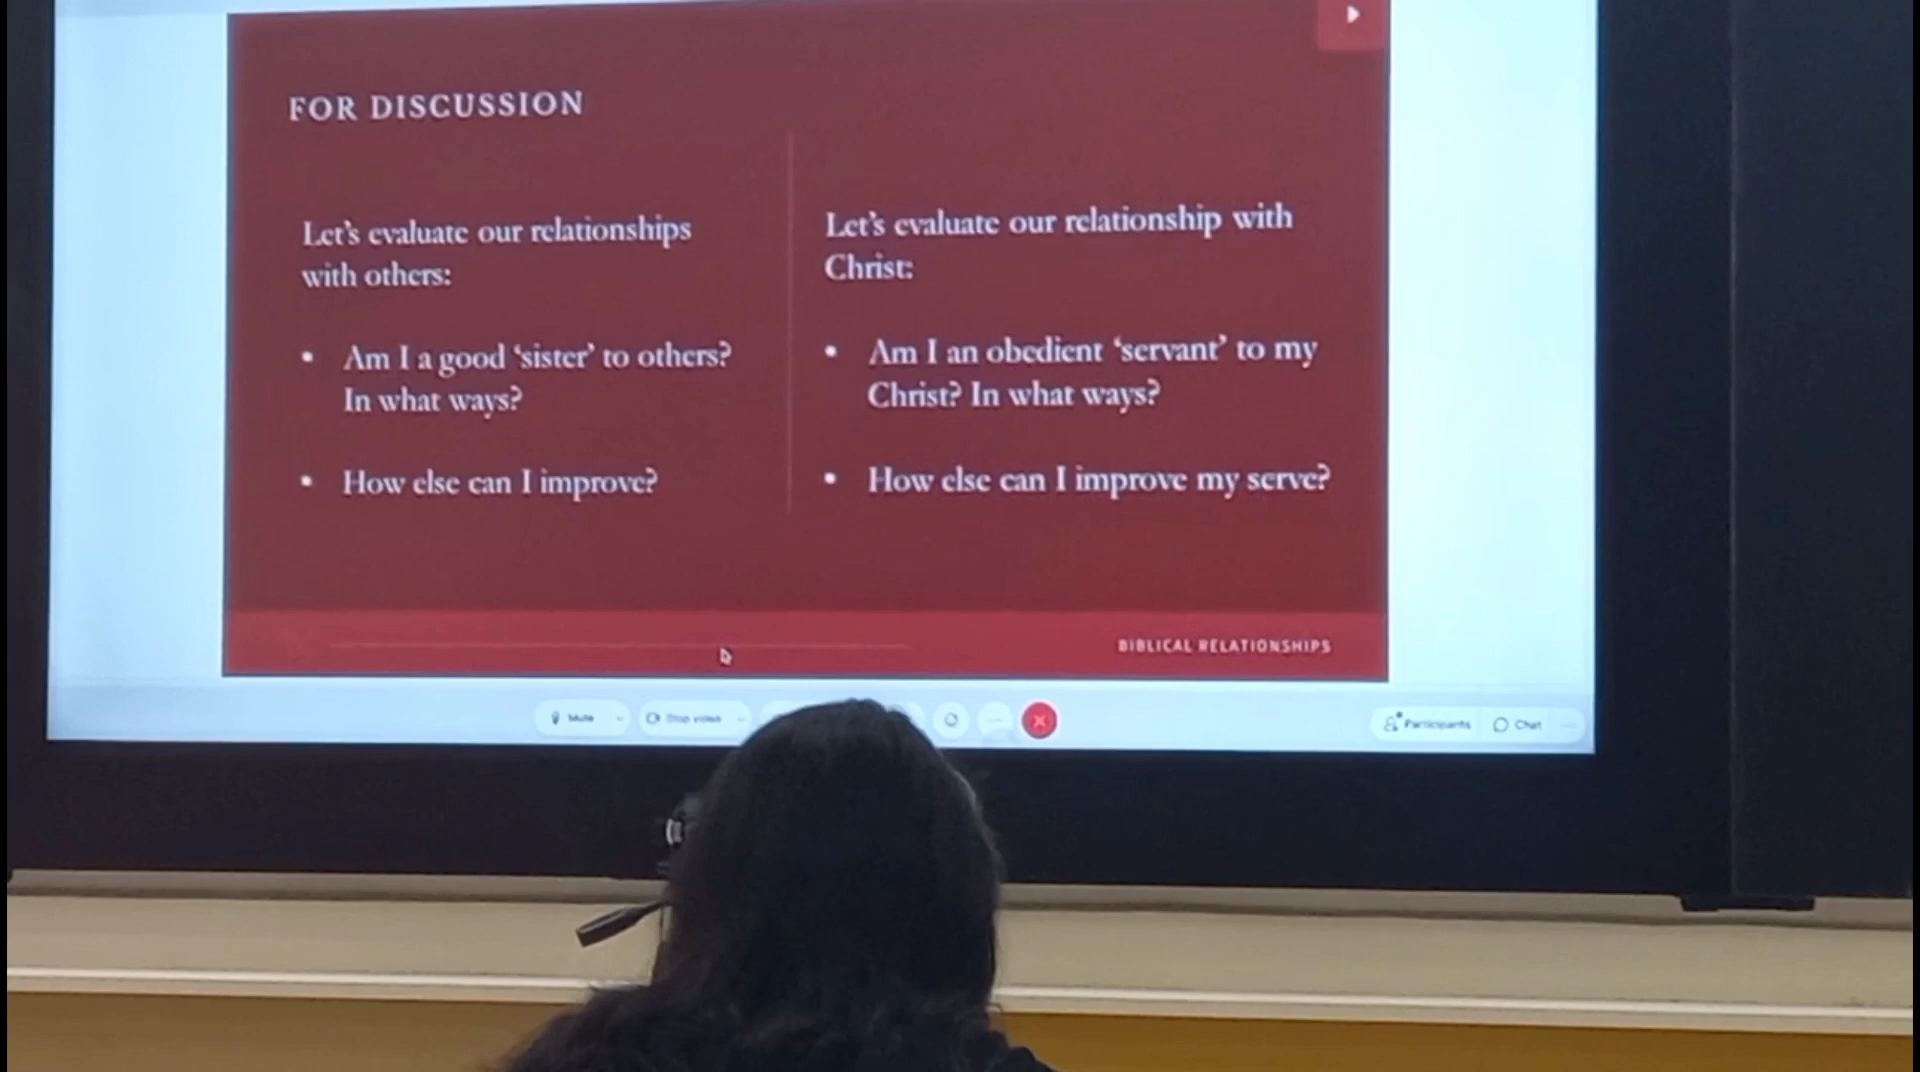 FOR DISCUSSION
Let's evaluate our relationships
with others:
• Am I a good 'sister' to others?
In what ways?
• How else can I improve?
Let's evaluate our relationship with
Christ:
• Am I an obedient 'servant' to my
Christ? In what ways?
• How else can I improve my serve?
BIBLICAL RELATIONSHIPS
Mute
Stop video
Participants
Chat